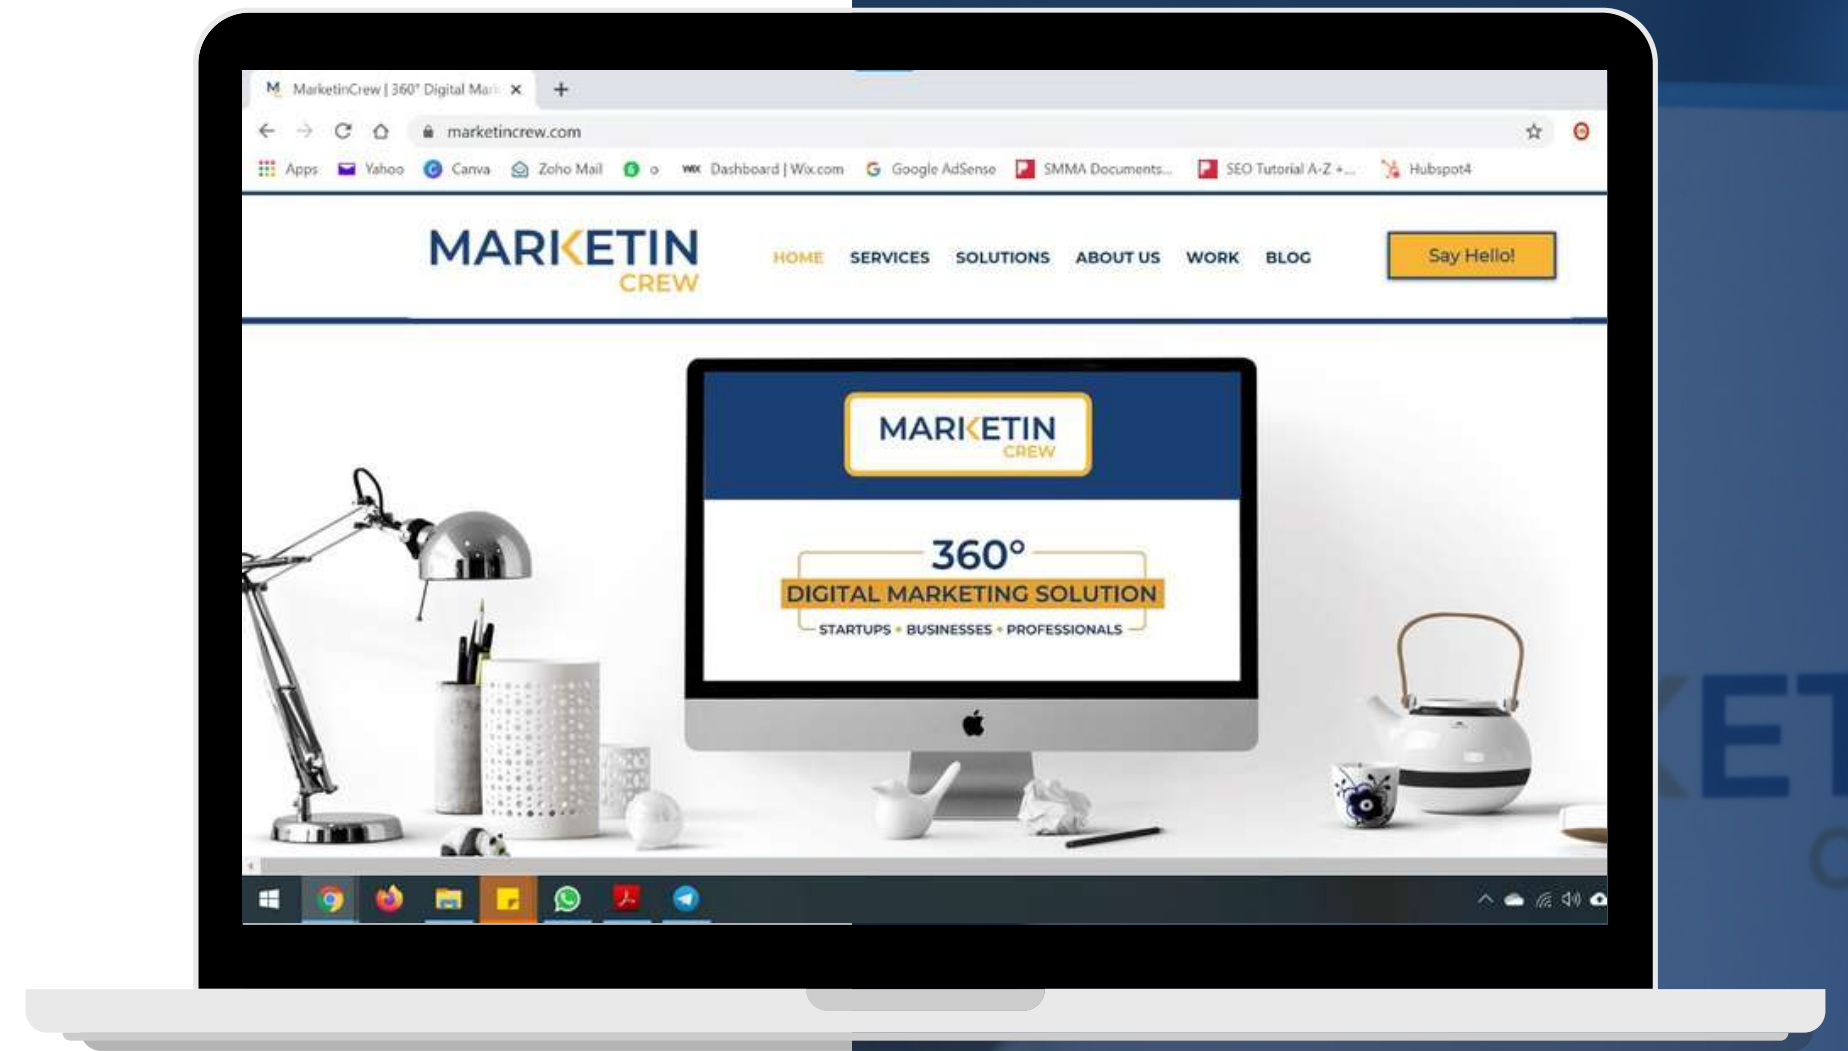 MarketinCrew | 360° Digital Mark
marketincrew.com
Apps Yahoo Canva Zoho Mail o WiX Dashboard | Wix.com Google AdSense SMMA Documents... SEO Tutorial A-Z +... Hubspot4
MARKETIN
CREW
HOME SERVICES SOLUTIONS ABOUT US WORK BLOG
Say Hello!
MARKETIN
CREW
360°
DIGITAL MARKETING SOLUTION
STARTUPS • BUSINESSES • PROFESSIONALS